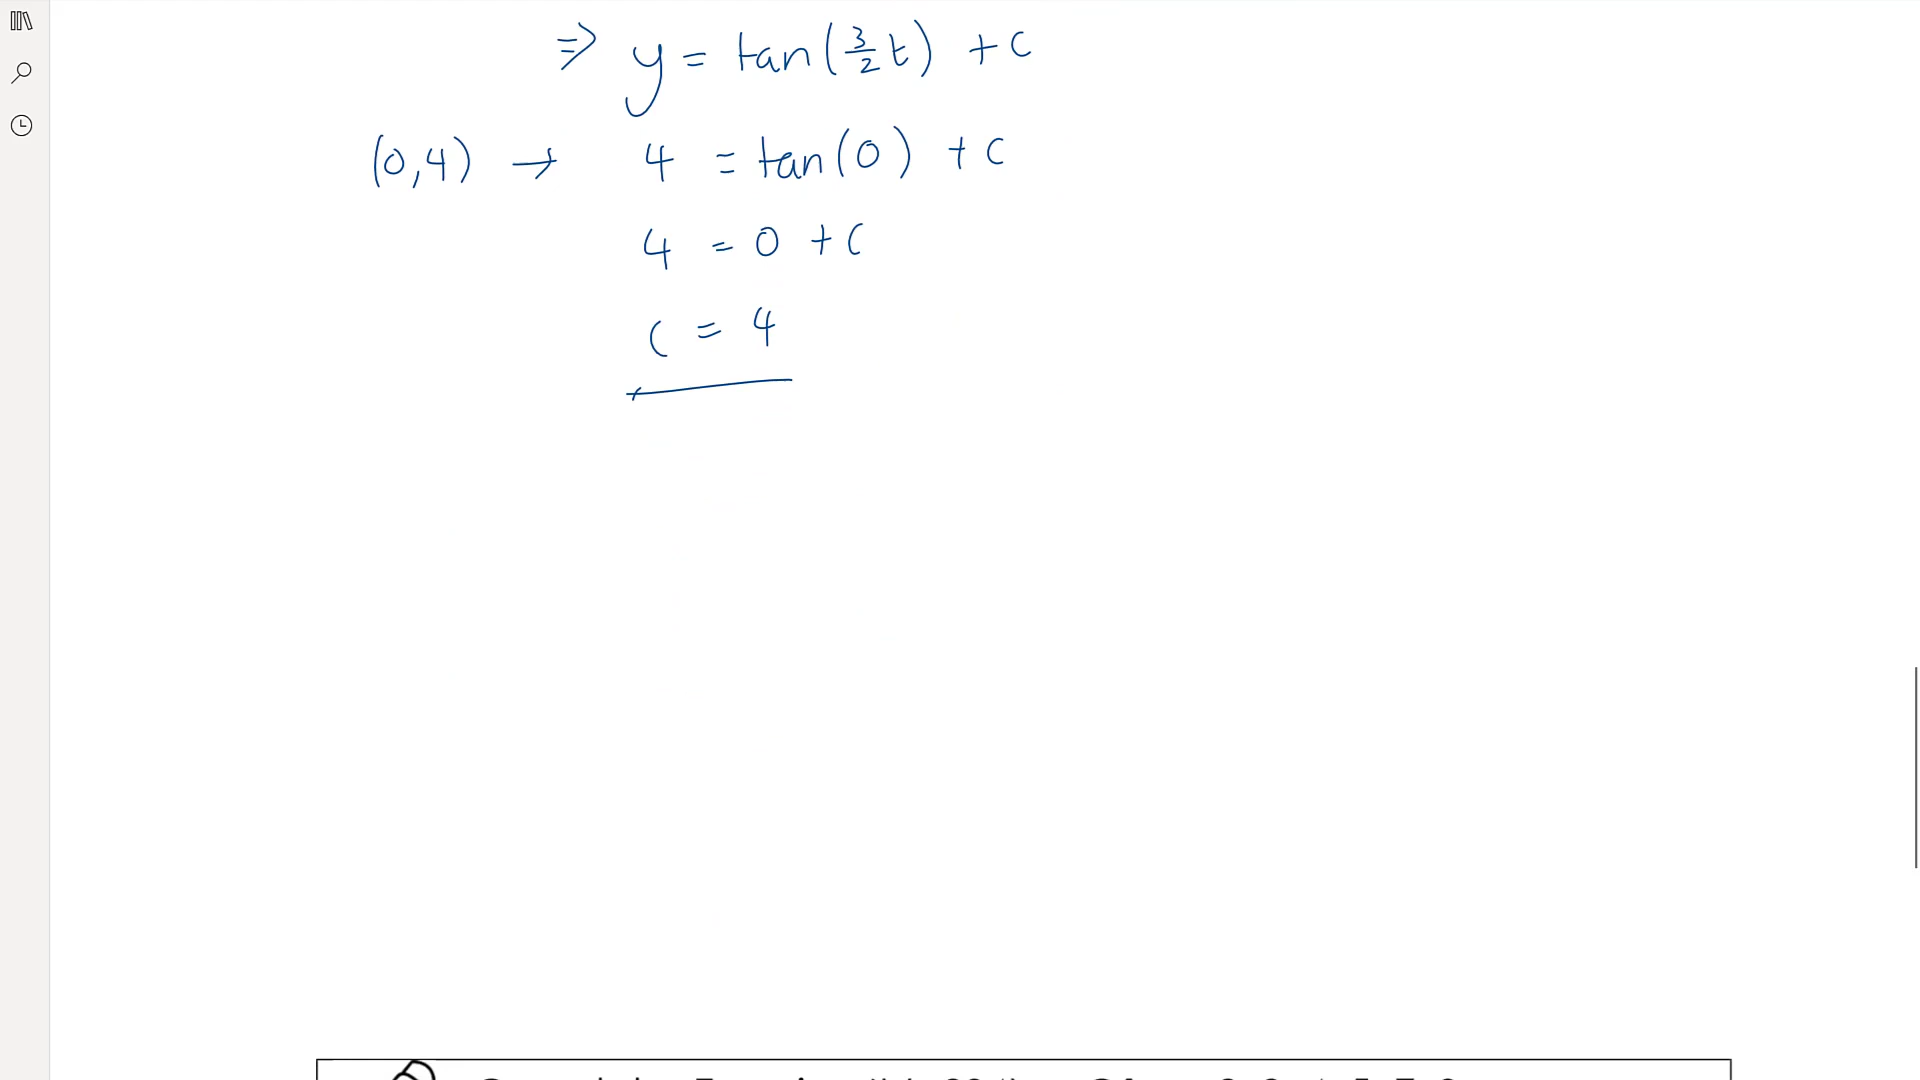 ⇒ y = tan(3/2 t) + c
(0,4) → 4 = tan(0) + c
4 = 0 + c
c = 4